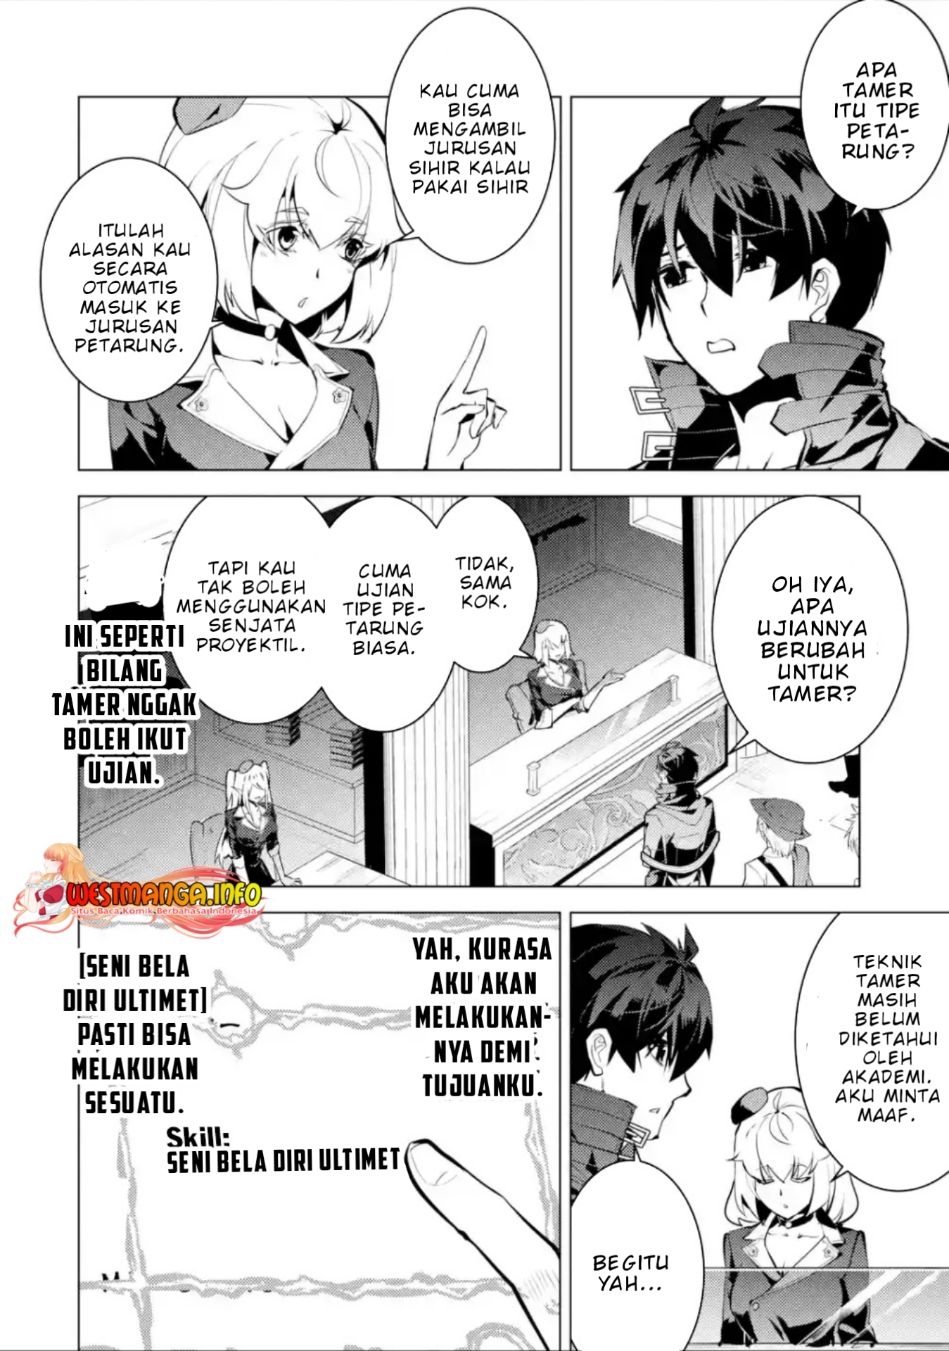 APA
TAMER
ITU TIPE
PETA-
RUNG?
KAU CUMA
BISA
MENGAMBIL
JURUSAN
SIHIR KALAU
PAKAI SIHIR
ITULAH
ALASAN KAU
SECARA
OTOMATIS
MASUK KE
JURUSAN
PETARUNG.
OH IYA,
APA
UJIANNYA
BERUBAH
UNTUK
TAMER?
TIDAK,
SAMA
KOK.
CUMA
UJIAN
TIPE PE-
TARUNG
BIASA.
TAPI KAU
TAK BOLEH
MENGGUNAKAN
SENJATA
PROYEKTIL.
INI SEPERTI
BILANG
TAMER NGGAK
BOLEH IKUT
UJIAN.
WESTMANGA.INFO
Situs Baca Komik Berbahasa Indonesia
TEKNIK
TAMER
MASIH
BELUM
DIKETAHUI
OLEH
AKADEMI.
AKU MINTA
MAAF.
BEGITU
YAH...
YAH, KURASA
AKU AKAN
MELAKUKAN-
NYA DEMI
TUJUANKU.
[SENI BELA
DIRI ULTIMET]
PASTI BISA
MELAKUKAN
SESUATU.
Skill:
SENI BELA DIRI ULTIMET